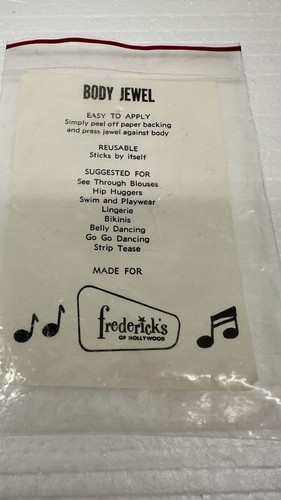 BODY JEWEL
EASY TO APPLY
Simply peel off paper backing
and press jewel against body
REUSABLE
Sticks by itself
SUGGESTED FOR
See Through Blouses
Hip Huggers
Swim and Playwear
Lingerie
Bikinis
Belly Dancing
Go Go Dancing
Strip Tease
MADE FOR
frederick's
OF HOLLYWOOD